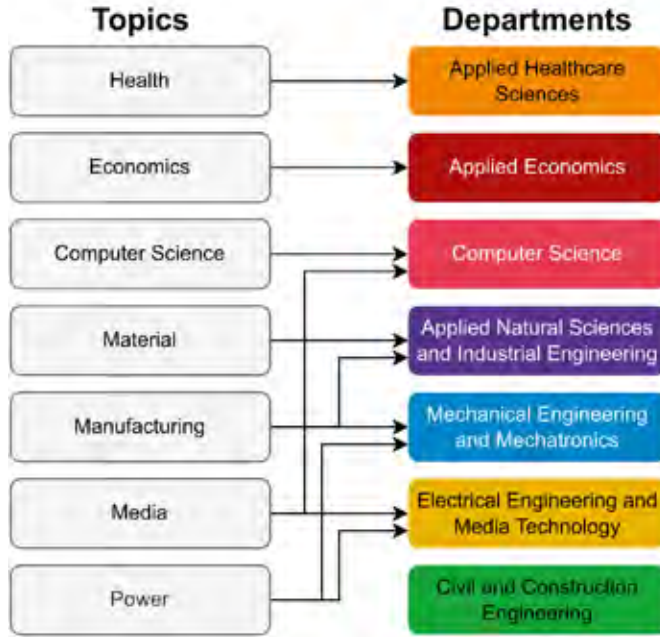 Topics
Departments
Health
Applied Healthcare
Sciences
Economics
Applied Economics
Computer Science
Computer Science
Material
Applied Natural Sciences
and Industrial Engineering
Manufacturing
Mechanical Engineering
and Mechatronics
Media
Electrical Engineering and
Media Technology
Power
Civil and Construction
Engineering